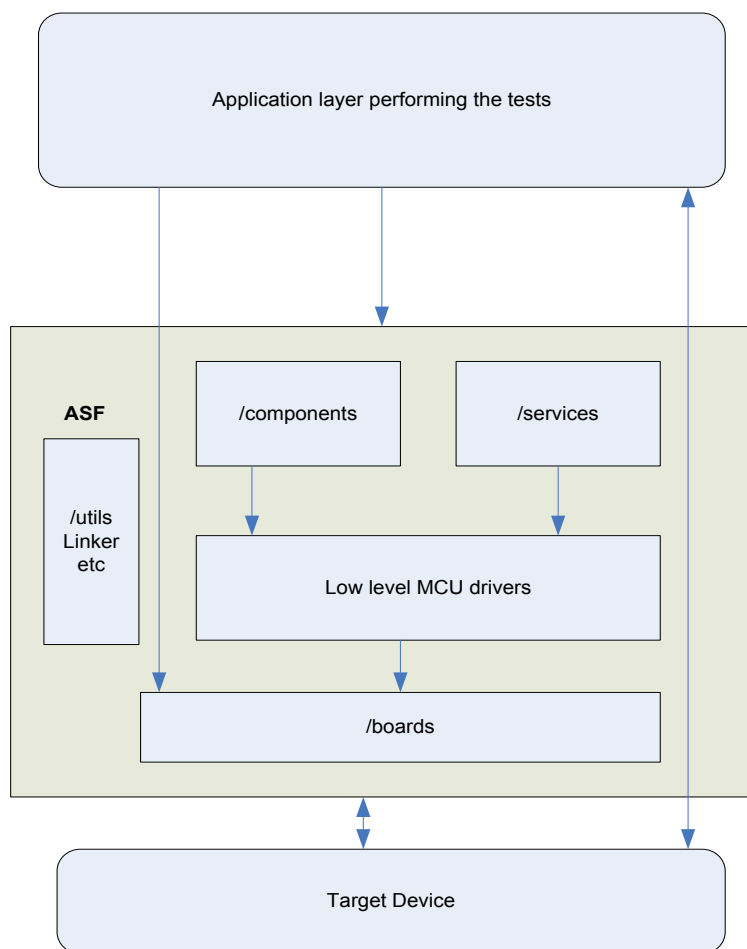 Application layer performing the tests
ASF
/components
/services
/utils
Linker
etc
Low level MCU drivers
/boards
Target Device